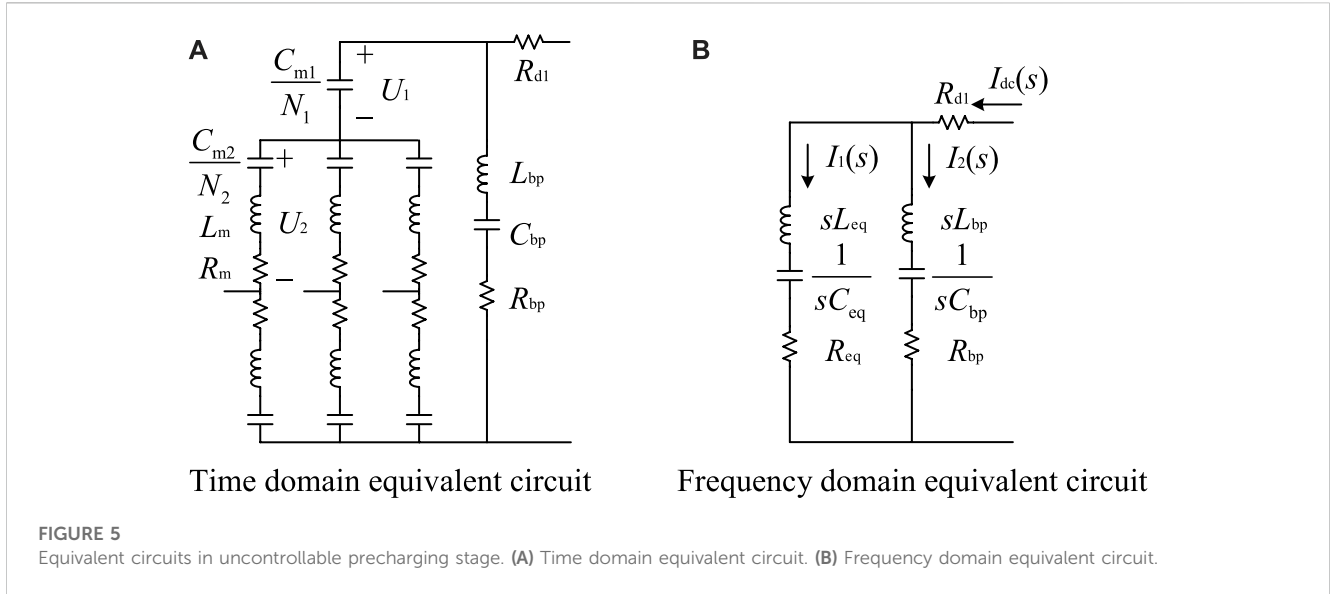 A
C_m1
N_1
+
U_1
−
R_d1
C_m2
N_2
+
L_m
U_2
R_m
−
L_bp
C_bp
R_bp
Time domain equivalent circuit
B
R_d1
I_dc(s)
I_1(s)
I_2(s)
sL_eq
sL_bp
1
sC_eq
1
sC_bp
R_eq
R_bp
Frequency domain equivalent circuit
FIGURE 5
Equivalent circuits in uncontrollable precharging stage. (A) Time domain equivalent circuit. (B) Frequency domain equivalent circuit.